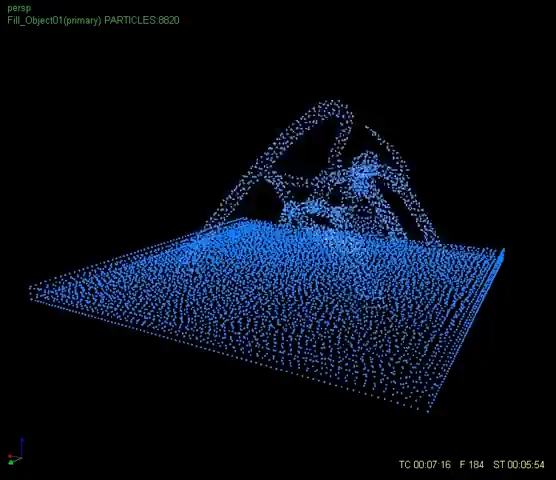 persp
Fill_Object01(primary) PARTICLES:8820
TC 00:07:16 F 184 ST 00:05:54